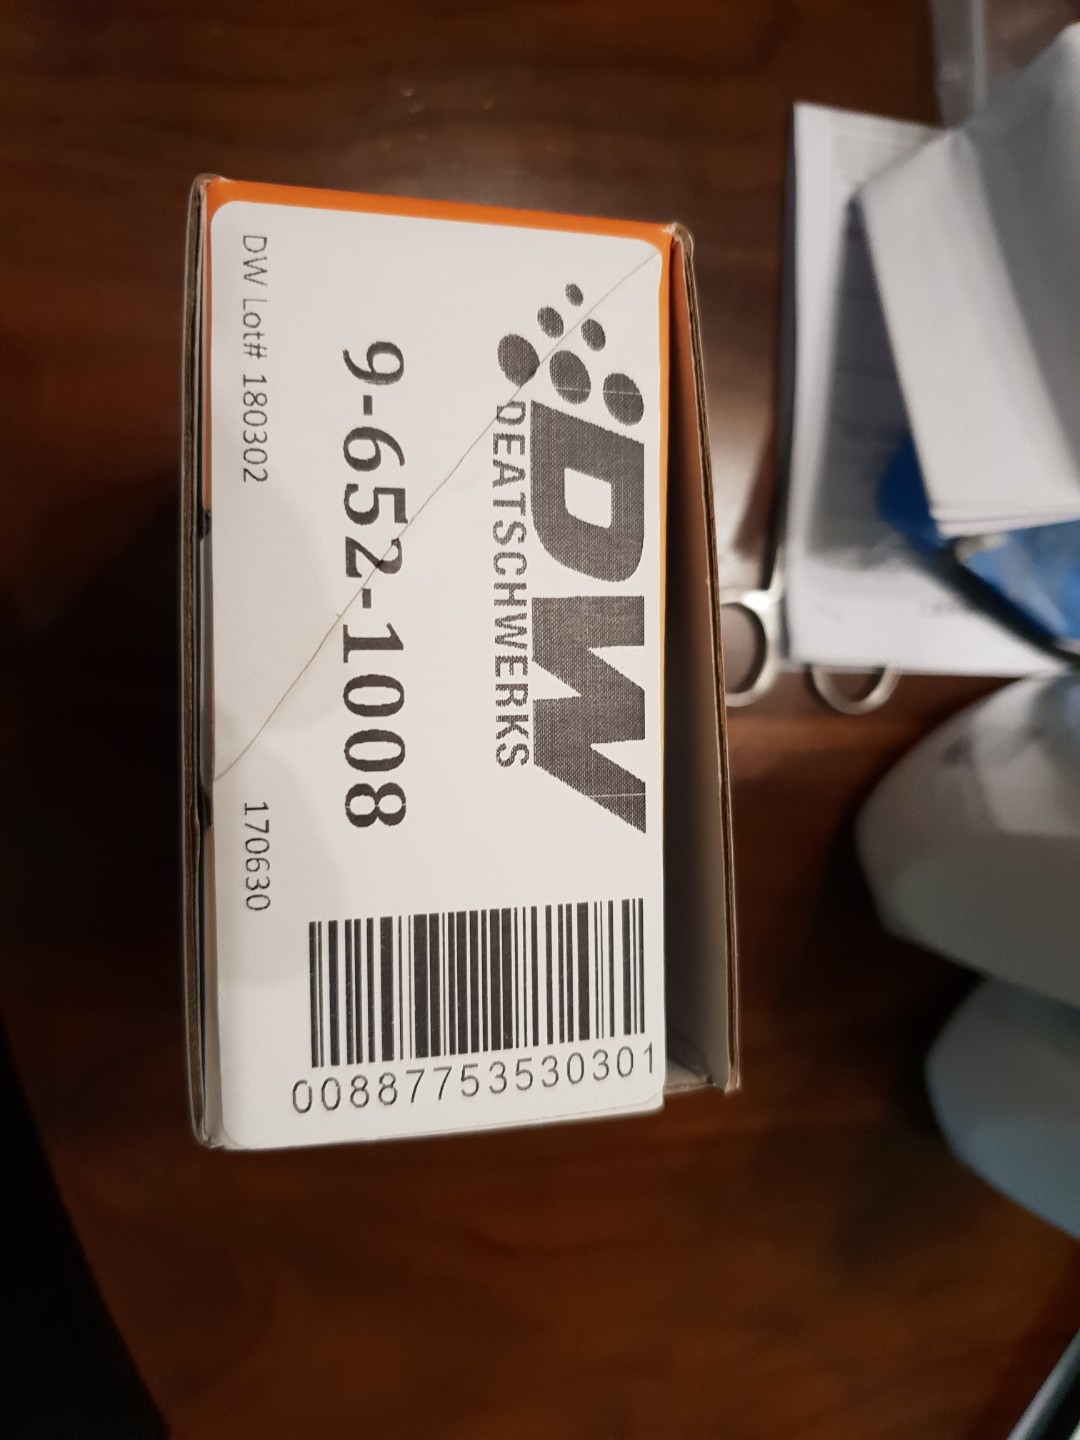 DW
DEATSCHWERKS
9-652-1008
DW Lot# 180302
170630
00887753530301